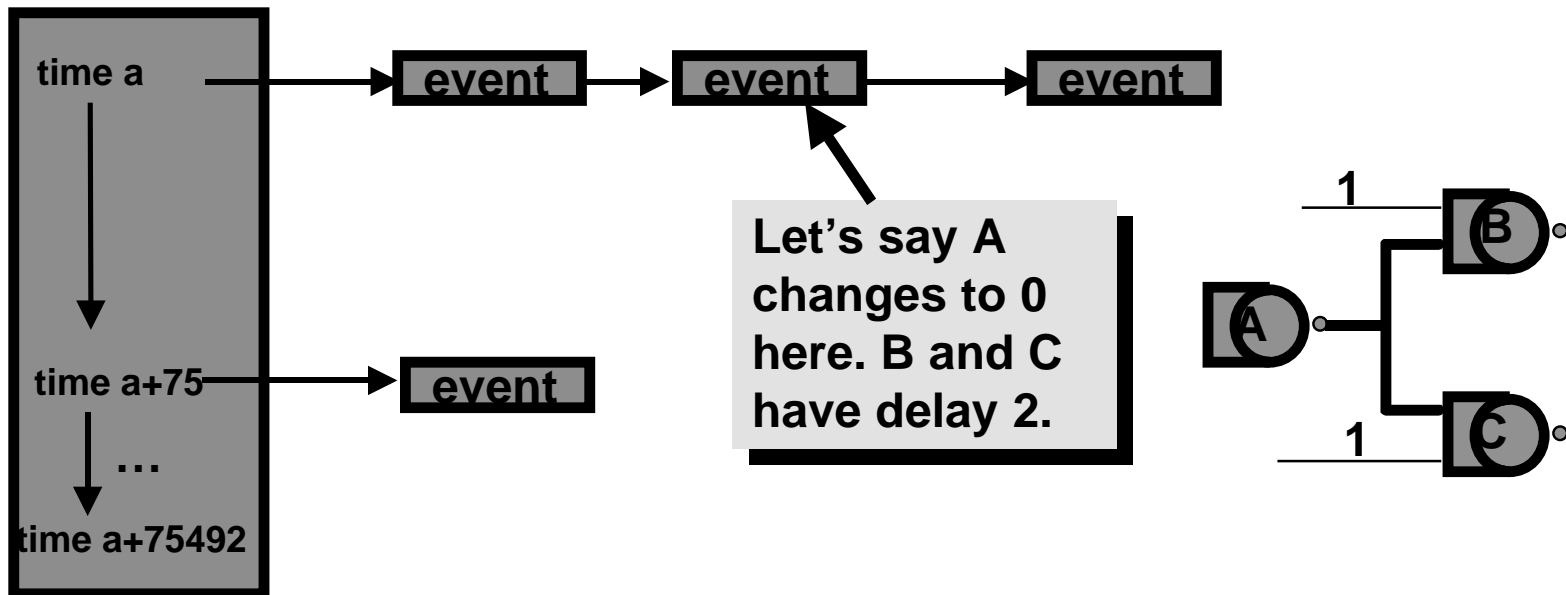 time a
event
event
event
Let’s say A
changes to 0
here. B and C
have delay 2.
1
B
A
1
C
time a+75
event
...
time a+75492